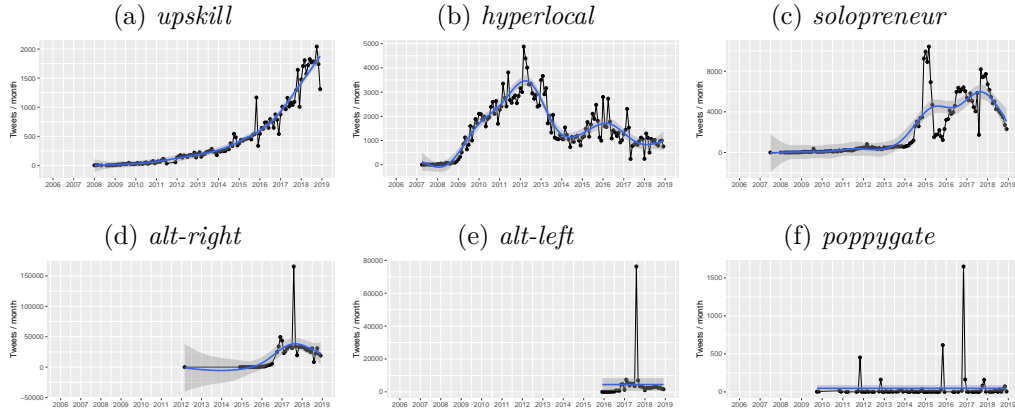 (a) upskill
(b) hyperlocal
(c) solopreneur
Tweets / month
2000
1500
1000
500
0
2006 2007 2008 2009 2010 2011 2012 2013 2014 2015 2016 2017 2018 2019
Tweets / month
5000
4000
3000
2000
1000
0
2006 2007 2008 2009 2010 2011 2012 2013 2014 2015 2016 2017 2018 2019
Tweets / month
8000
4000
0
2006 2007 2008 2009 2010 2011 2012 2013 2014 2015 2016 2017 2018 2019
(d) alt-right
(e) alt-left
(f) poppygate
Tweets / month
150000
100000
50000
0
−50000
2006 2007 2008 2009 2010 2011 2012 2013 2014 2015 2016 2017 2018 2019
Tweets / month
80000
60000
40000
20000
0
2006 2007 2008 2009 2010 2011 2012 2013 2014 2015 2016 2017 2018 2019
Tweets / month
1500
1000
500
0
2006 2007 2008 2009 2010 2011 2012 2013 2014 2015 2016 2017 2018 2019